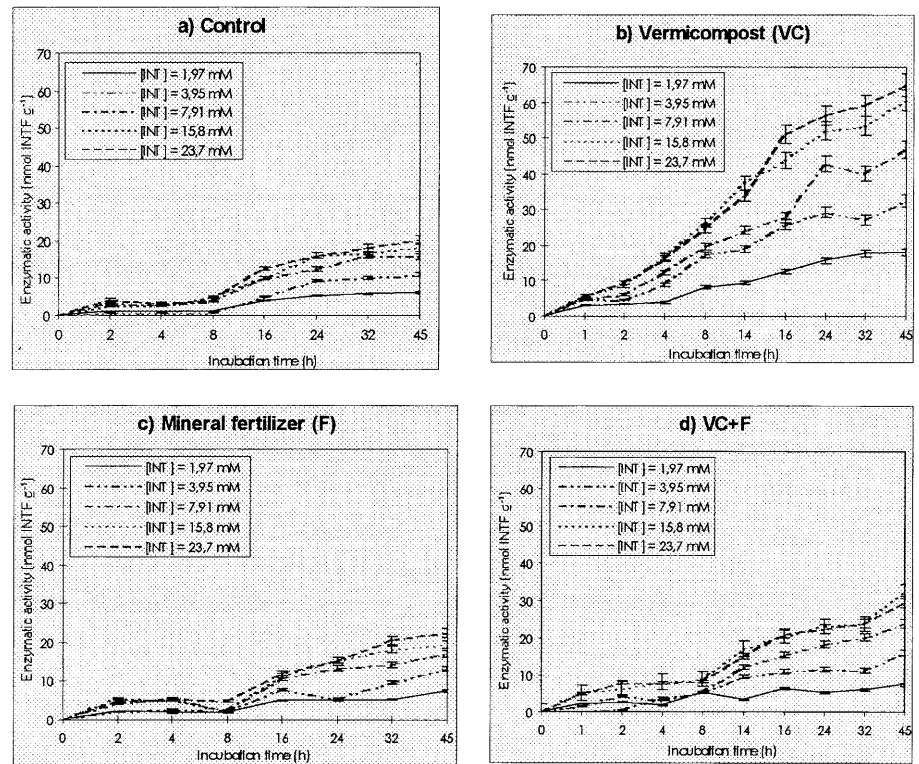 a) Control
70
60
50
40
30
20
10
0
Enzymatic activity (nmol INTF g⁻¹)
[INT] = 1,97 mM
[INT] = 3,95 mM
[INT] = 7,91 mM
[INT] = 15,8 mM
[INT] = 23,7 mM
0 2 4 8 16 24 32 45
Incubation time (h)
b) Vermicompost (VC)
70
60
50
40
30
20
10
0
Enzymatic activity (nmol INTF g⁻¹)
[INT] = 1,97 mM
[INT] = 3,95 mM
[INT] = 7,91 mM
[INT] = 15,8 mM
[INT] = 23,7 mM
0 1 2 4 8 14 16 24 32 45
Incubation time (h)
c) Mineral fertilizer (F)
70
60
50
40
30
20
10
0
Enzymatic activity (nmol INTF g⁻¹)
[INT] = 1,97 mM
[INT] = 3,95 mM
[INT] = 7,91 mM
[INT] = 15,8 mM
[INT] = 23,7 mM
0 2 4 8 16 24 32 45
Incubation time (h)
d) VC+F
70
60
50
40
30
20
10
0
Enzymatic activity (nmol INTF g⁻¹)
[INT] = 1,97 mM
[INT] = 3,95 mM
[INT] = 7,91 mM
[INT] = 15,8 mM
[INT] = 23,7 mM
0 1 2 4 8 14 16 24 32 45
Incubation time (h)